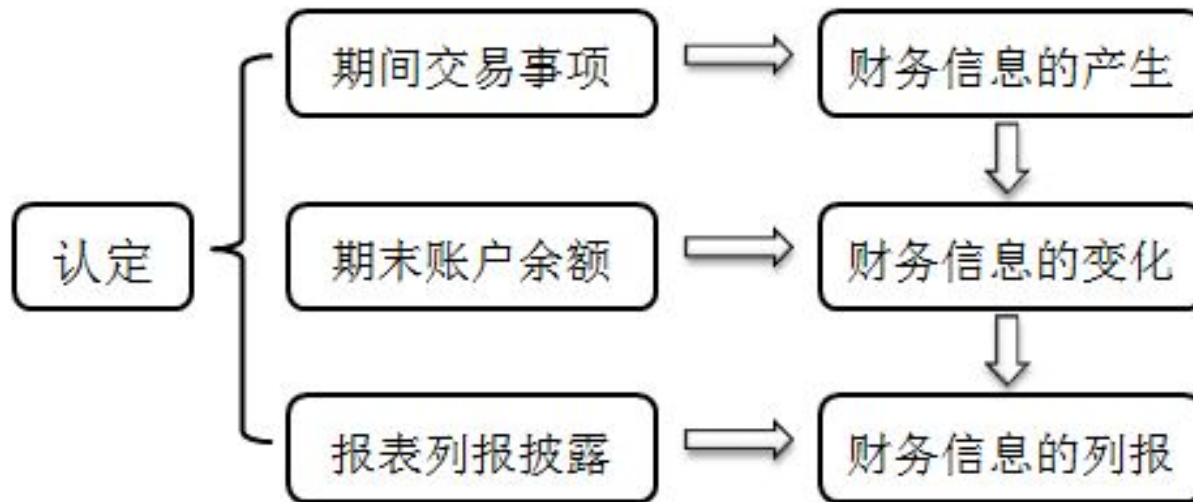 期间交易事项
财务信息的产生
认定
期末账户余额
财务信息的变化
报表列报披露
财务信息的列报